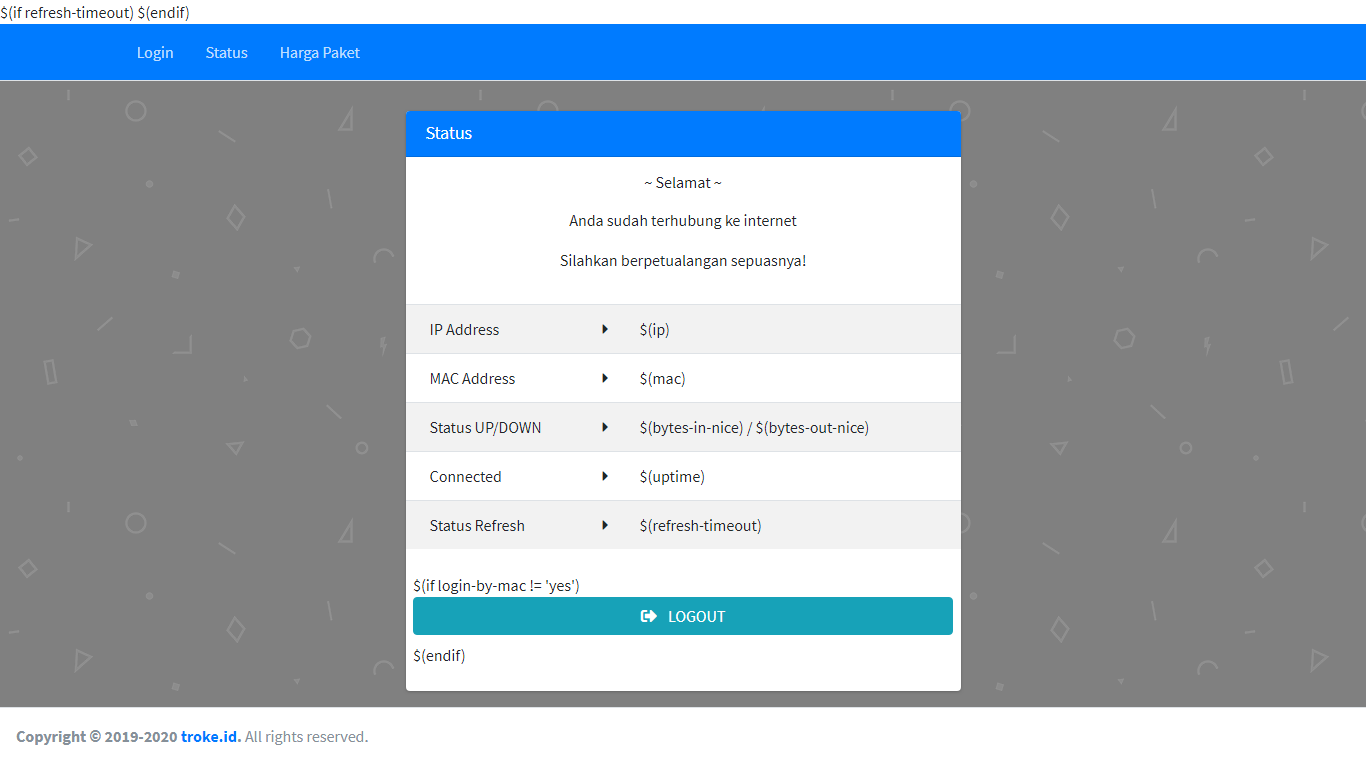 $(if refresh-timeout) $(endif)
Login Status Harga Paket
Status
~ Selamat ~
Anda sudah terhubung ke internet
Silahkan berpetualangan sepuasnya!
IP Address $(ip)
MAC Address $(mac)
Status UP/DOWN $(bytes-in-nice) / $(bytes-out-nice)
Connected $(uptime)
Status Refresh $(refresh-timeout)
$(if login-by-mac != 'yes')
LOGOUT
$(endif)
Copyright © 2019-2020 troke.id. All rights reserved.